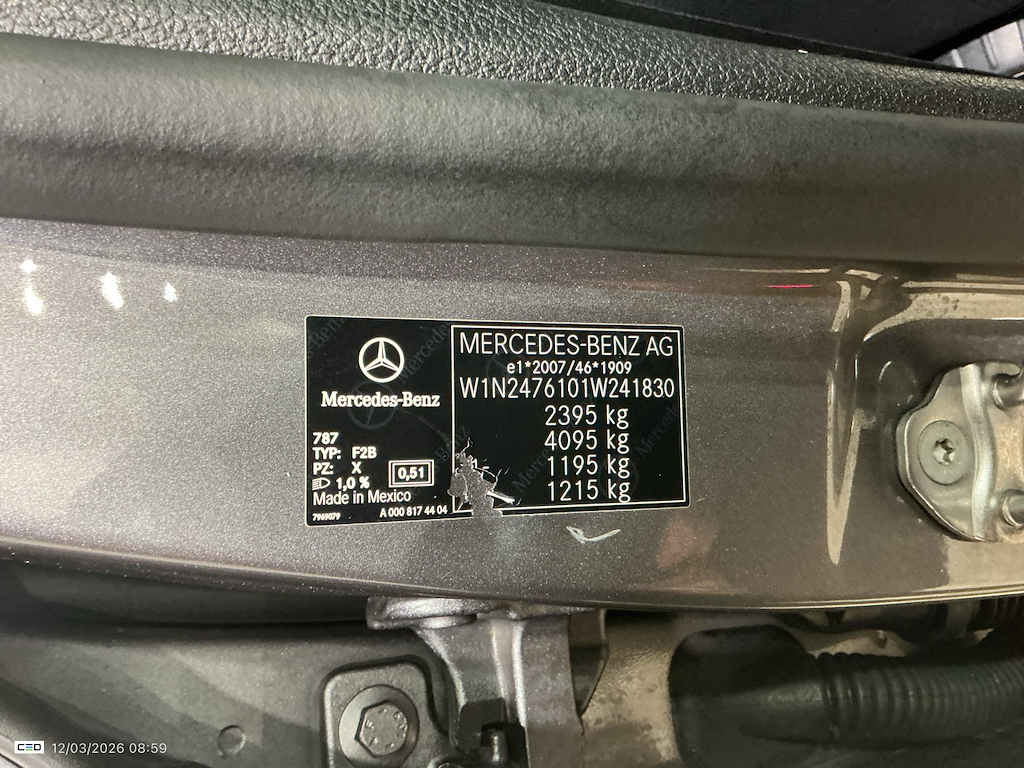 Mercedes-Benz
787
TYP: F2B
PZ: X
1,0 %
0,51
Made in Mexico
7969079
A 000 817 44 04
MERCEDES-BENZ AG
e1*2007/46*1909
W1N2476101W241830
2395 kg
4095 kg
1195 kg
1215 kg
CEO 12/03/2026 08:59